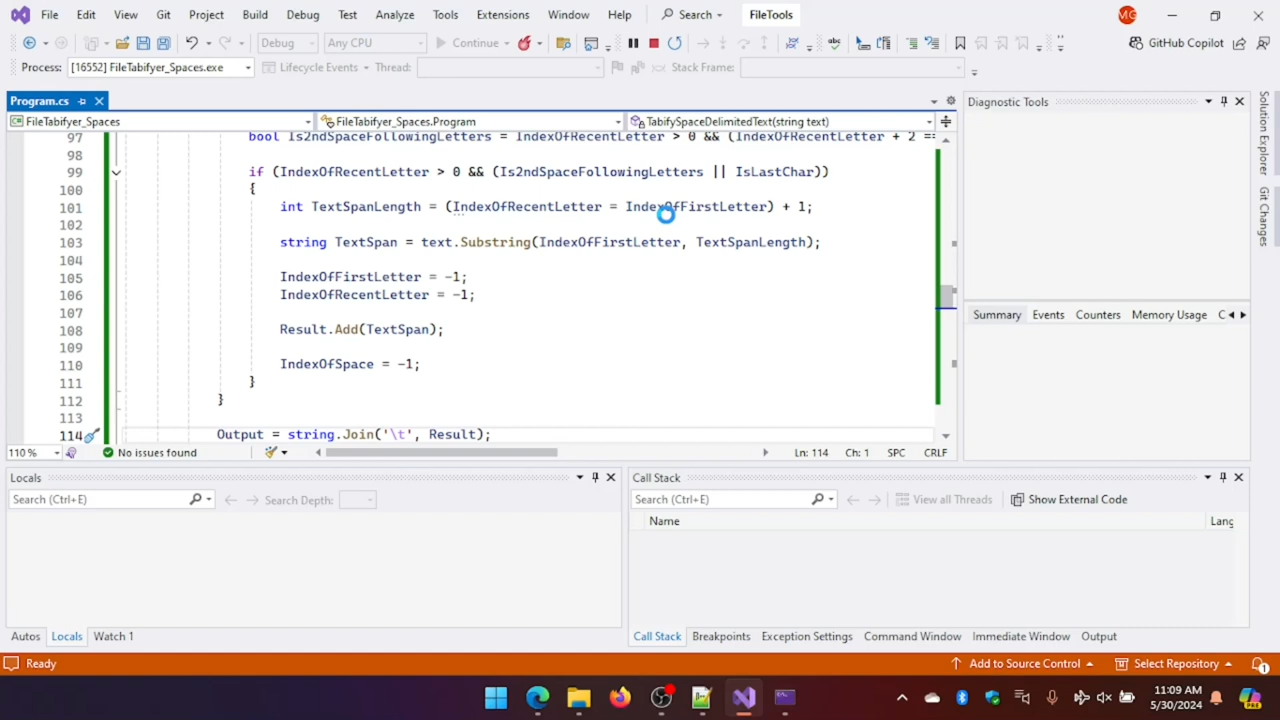 File Edit View Git Project Build Debug Test Analyze Tools Extensions Window Help Search FileTools MG
Debug Any CPU Continue GitHub Copilot
Process: [16552] FileTabifyer_Spaces.exe Lifecycle Events Thread: Stack Frame:
Program.cs
FileTabifyer_Spaces FileTabifyer_Spaces.Program TabifySpaceDelimitedText(string text)
97 bool Is2ndSpaceFollowingLetters = IndexOfRecentLetter > 0 && (IndexOfRecentLetter + 2 ==
98
99 if (IndexOfRecentLetter > 0 && (Is2ndSpaceFollowingLetters || IsLastChar))
100 {
101 int TextSpanLength = (IndexOfRecentLetter = IndexOfFirstLetter) + 1;
102
103 string TextSpan = text.Substring(IndexOfFirstLetter, TextSpanLength);
104
105 IndexOfFirstLetter = -1;
106 IndexOfRecentLetter = -1;
107
108 Result.Add(TextSpan);
109
110 IndexOfSpace = -1;
111 }
112 }
113
114 Output = string.Join('\t', Result);
110 % No issues found Ln: 114 Ch: 1 SPC CRLF
Diagnostic Tools
Summary Events Counters Memory Usage C
Solution Explorer
Git Changes
Locals
Search (Ctrl+E) Search Depth:
Autos Locals Watch 1
Call Stack
Search (Ctrl+E) View all Threads Show External Code
Name Lang
Call Stack Breakpoints Exception Settings Command Window Immediate Window Output
Ready Add to Source Control Select Repository 1
11:09 AM
5/30/2024
PRE